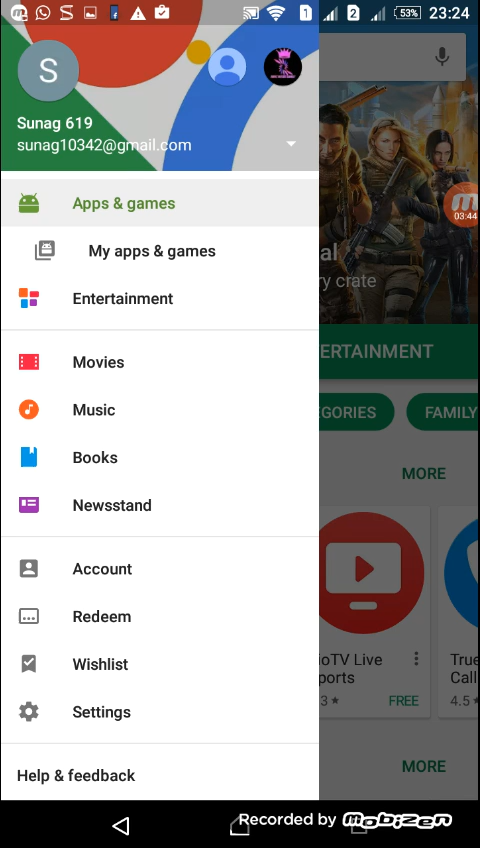 1
2
53%
23:24
S
Sunag 619
sunag10342@gmail.com
Apps & games
My apps & games
Entertainment
Movies
Music
Books
Newsstand
Account
Redeem
Wishlist
Settings
Help & feedback
al
03:44
ry crate
ERTAINMENT
GORIES
FAMILY
MORE
ioTV Live
ports
3
FREE
True
Call
4.5
MORE
Recorded by Mobizen